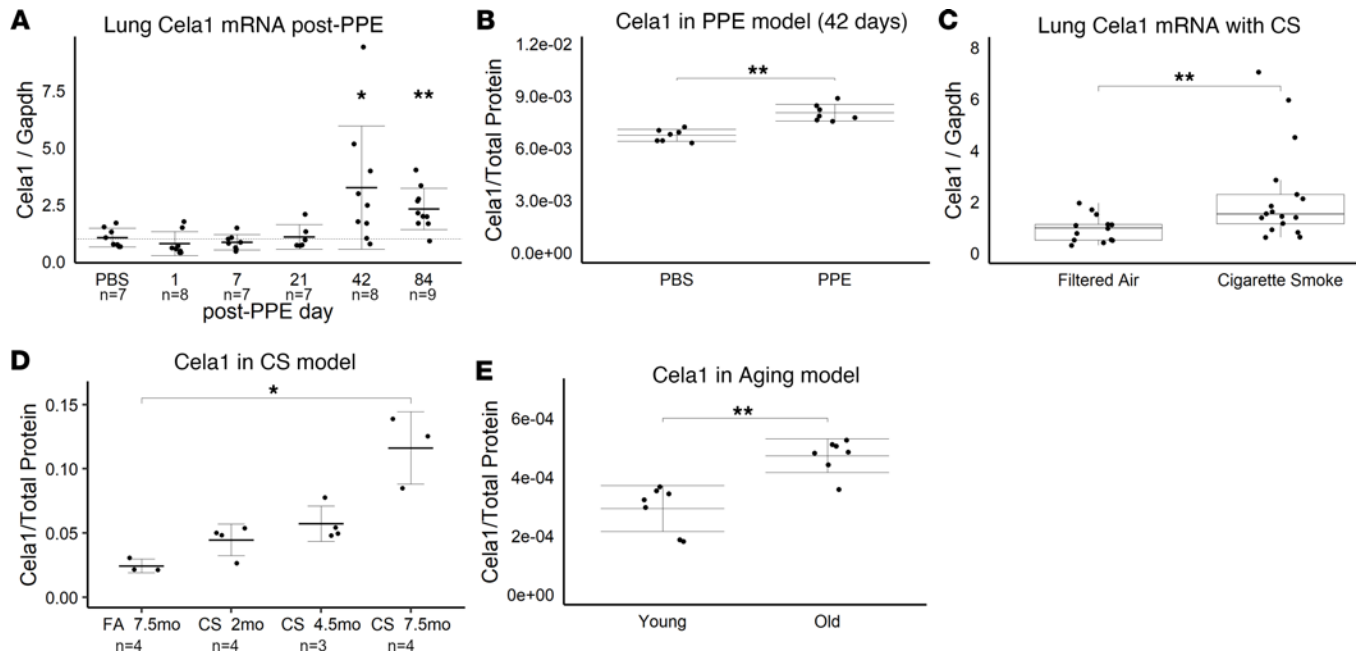 A Lung Cela1 mRNA post-PPE
Cela1 / Gapdh
7.5
5.0
2.5
0.0
* **
PBS 1 7 21 42 84
n=7 n=8 n=7 n=7 n=8 n=9
post-PPE day
B Cela1 in PPE model (42 days)
Cela1/Total Protein
1.2e-02
9.0e-03
6.0e-03
3.0e-03
0.0e+00
**
PBS PPE
C Lung Cela1 mRNA with CS
Cela1 / Gapdh
8
6
4
2
0
**
Filtered Air Cigarette Smoke
D Cela1 in CS model
Cela1/Total Protein
0.15
0.10
0.05
0.00
*
FA 7.5mo CS 2mo CS 4.5mo CS 7.5mo
n=4 n=4 n=3 n=4
E Cela1 in Aging model
Cela1/Total Protein
6e-04
4e-04
2e-04
0e+00
**
Young Old